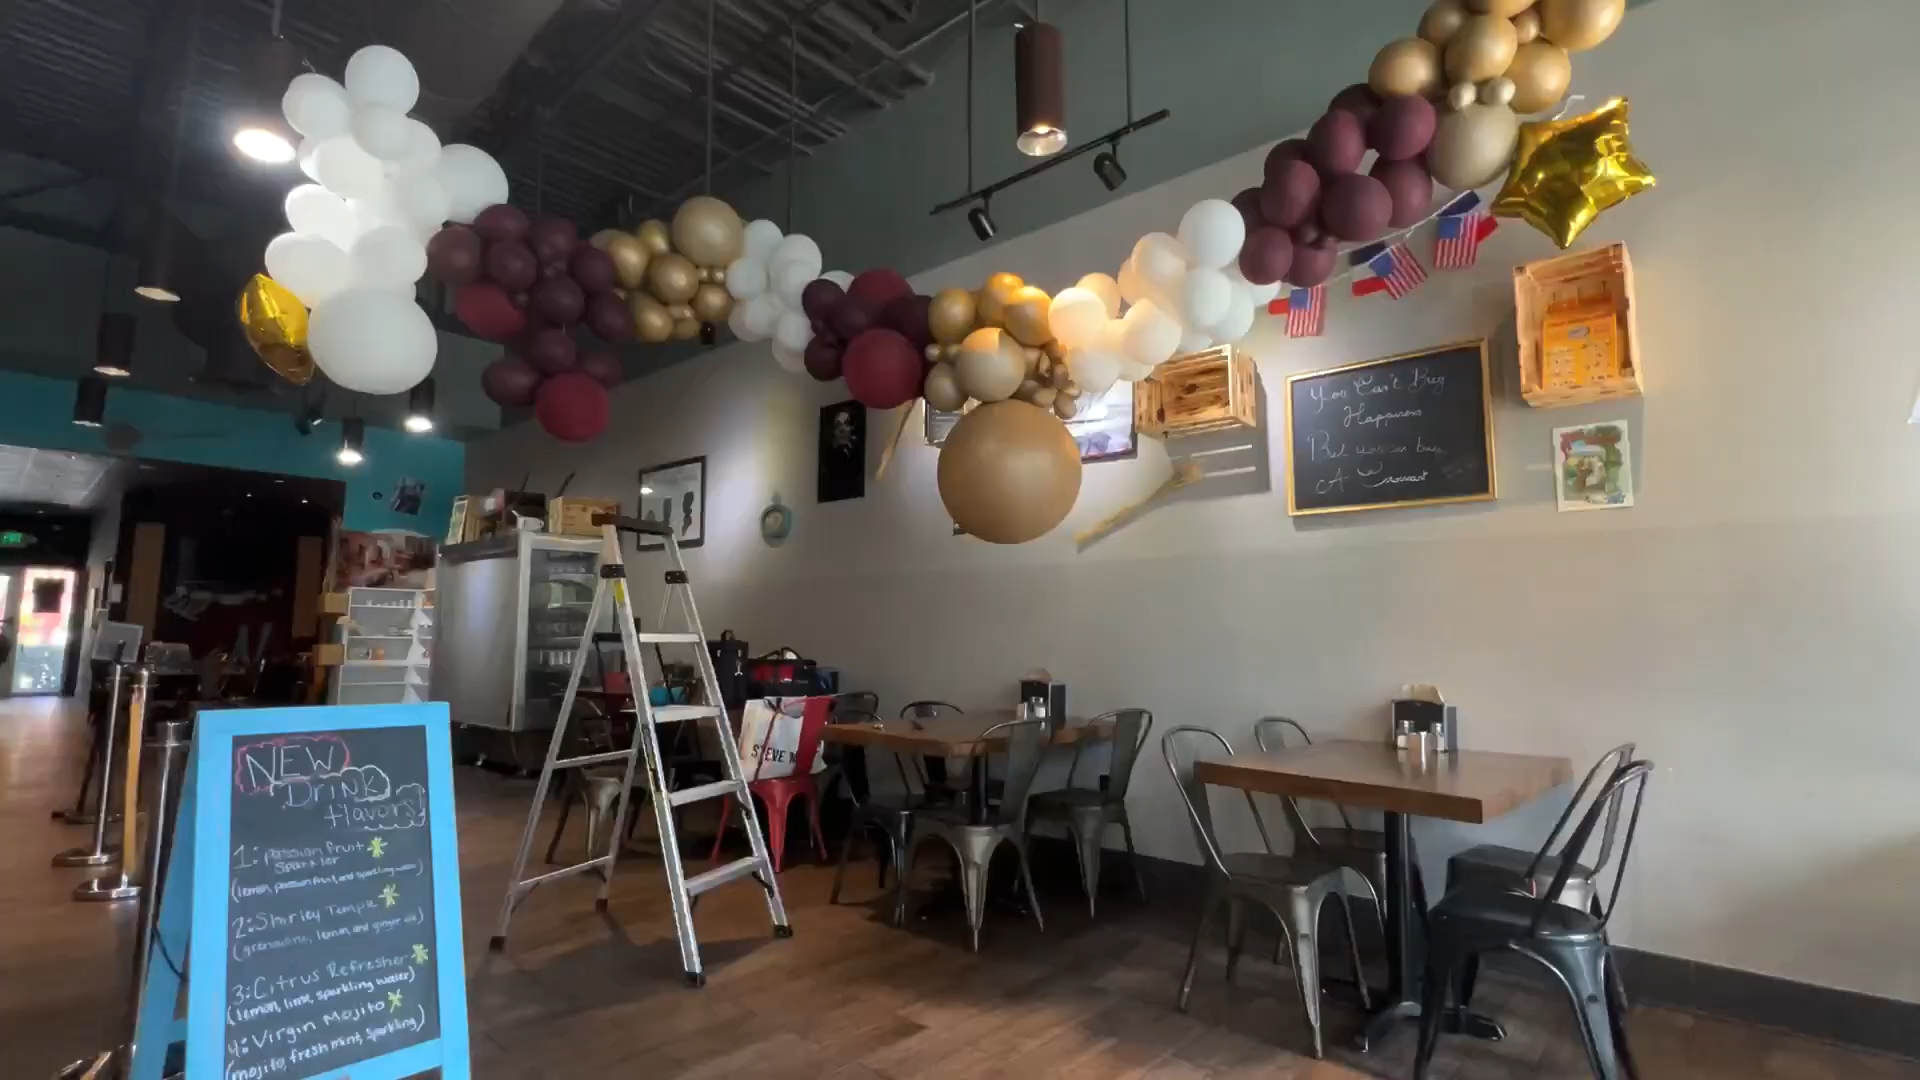 You Can't Buy
Happiness
But you can buy
A Croissant
STEVE M
NEW
Drink
flavors
1: passion fruit
Sparkler
(lemon, passion fruit, and sparkling water)
2: Shirley Temple
(grenadine, lemon, and ginger ale)
3: Citrus Refresher
(lemon, lime, sparkling water)
4: Virgin Mojito
(mojito, fresh mint, sparkling)